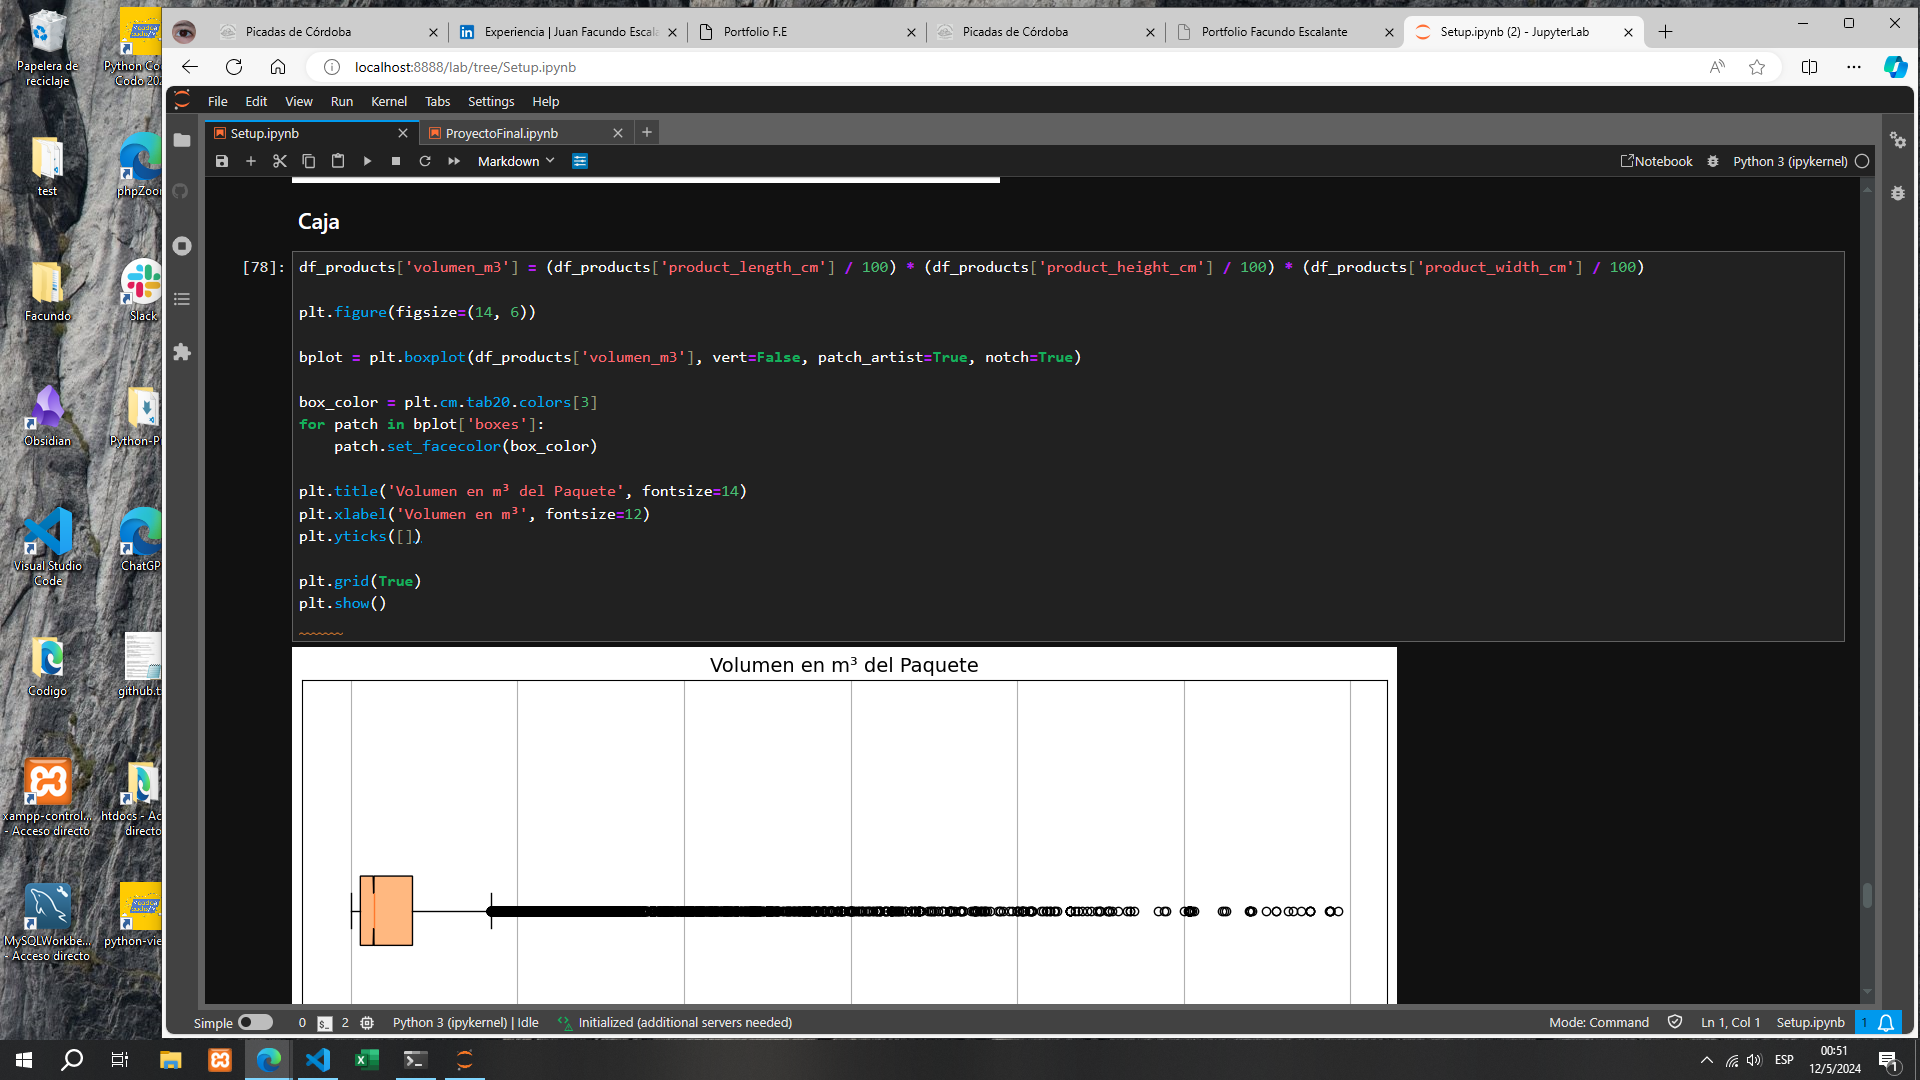 Papelera de reciclaje
Python Co
Codo 20
test
phpZoo
Facundo
Slack
Obsidian
Python-P
Visual Studio Code
ChatGP
Codigo
github.t
xampp-control... - Acceso directo
htdocs - Ac directo
MySQLWorkbe... - Acceso directo
python-vie
Picadas de Córdoba
Experiencia | Juan Facundo Escala
Portfolio F.E
Picadas de Córdoba
Portfolio Facundo Escalante
Setup.ipynb (2) - JupyterLab
localhost:8888/lab/tree/Setup.ipynb
File Edit View Run Kernel Tabs Settings Help
Setup.ipynb
ProyectoFinal.ipynb
Markdown
Notebook
Python 3 (ipykernel)
Caja
[78]:
df_products['volumen_m3'] = (df_products['product_length_cm'] / 100) * (df_products['product_height_cm'] / 100) * (df_products['product_width_cm'] / 100)
plt.figure(figsize=(14, 6))
bplot = plt.boxplot(df_products['volumen_m3'], vert=False, patch_artist=True, notch=True)
box_color = plt.cm.tab20.colors[3]
for patch in bplot['boxes']:
    patch.set_facecolor(box_color)
plt.title('Volumen en m³ del Paquete', fontsize=14)
plt.xlabel('Volumen en m³', fontsize=12)
plt.yticks([])
plt.grid(True)
plt.show()
Volumen en m³ del Paquete
Simple
0
2
Python 3 (ipykernel) | Idle
Initialized (additional servers needed)
Mode: Command
Ln 1, Col 1
Setup.ipynb
1
ESP
00:51
12/5/2024
1